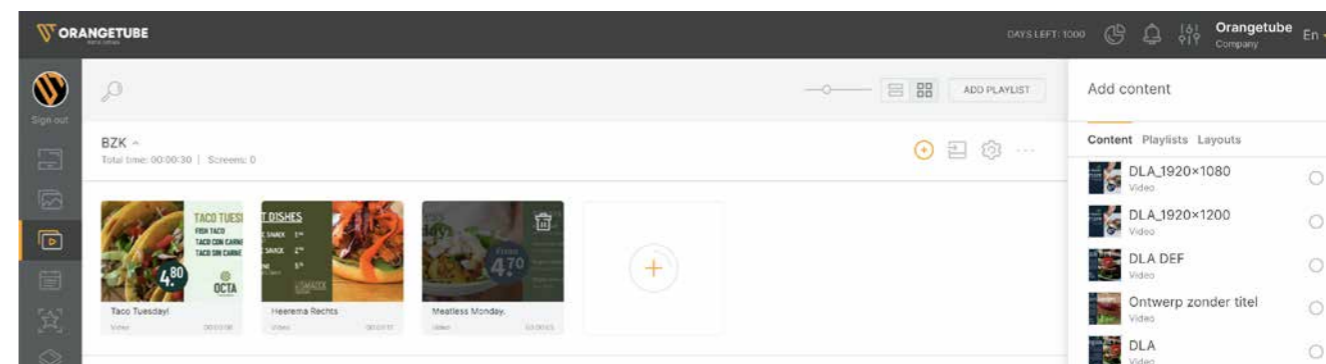 ORANGETUBE
DAYS LEFT: 1000
Orangetube
Company
En
Sign out
ADD PLAYLIST
Add content
BZK
Total time: 00:00:30 | Screens: 0
Content Playlists Layouts
DLA_1920×1080
Video
DLA_1920×1200
Video
DLA DEF
Video
Ontwerp zonder titel
Video
DLA
Video
TACO TUESD
FISH TACO
TACO CON CARNE
TACO SIN CARNE
4.80
OCTA
T DISHES
SNACK
SNACK
4.70
Taco Tuesday!
Video
Heerema Rechts
Video
Meatless Monday.
Video